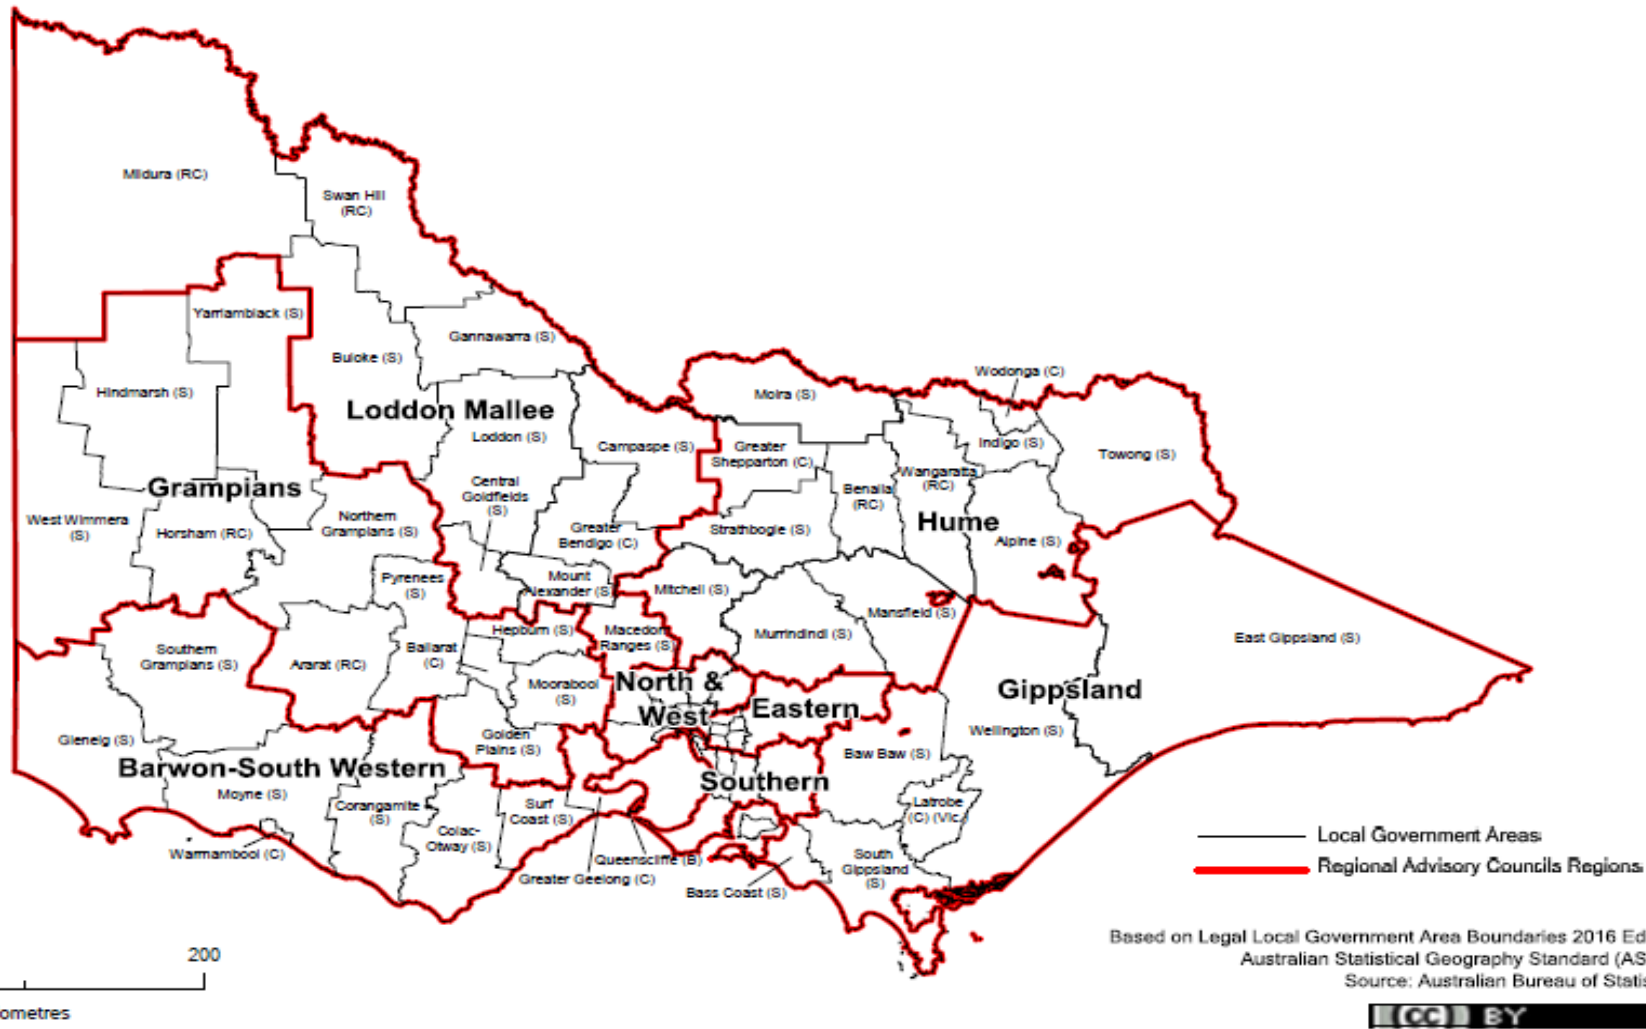 Mildura (RC)
Swan Hill
(RC)
Yarriambiack (S)
Gannawarra (S)
Buloke (S)
Hindmarsh (S)
Loddon Mallee
Loddon (S)
Campaspe (S)
Moira (S)
Wodonga (C)
Indigo (S)
Towong (S)
Greater
Shepparton (C)
Wangaratta
(RC)
Benalla
(RC)
Central
Goldfields
(S)
Grampians
West Wimmera
(S)
Horsham (RC)
Northern
Grampians (S)
Greater
Bendigo (C)
Strathbogie (S)
Hume
Alpine (S)
Pyrenees
(S)
Mount
Alexander (S)
Mitchell (S)
Mansfield (S)
Murrindindi (S)
East Gippsland (S)
Hepburn (S)
Macedon
Ranges (S)
Southern
Grampians (S)
Ararat (RC)
Ballarat
(C)
Moorabool
(S)
North &
West
Eastern
Gippsland
Wellington (S)
Glenelg (S)
Golden
Plains (S)
Baw Baw (S)
Barwon-South Western
Moyne (S)
Southern
Corangamite
(S)
Surf
Coast (S)
Colac-
Otway (S)
Latrobe
(C) (Vic.)
Warrnambool (C)
Queenscliffe (B)
Greater Geelong (C)
Bass Coast (S)
South
Gippsland
(S)
Local Government Areas
Regional Advisory Councils Regions
Based on Legal Local Government Area Boundaries 2016 Ed
Australian Statistical Geography Standard (AS
Source: Australian Bureau of Statis
200
ometres
(CC) BY